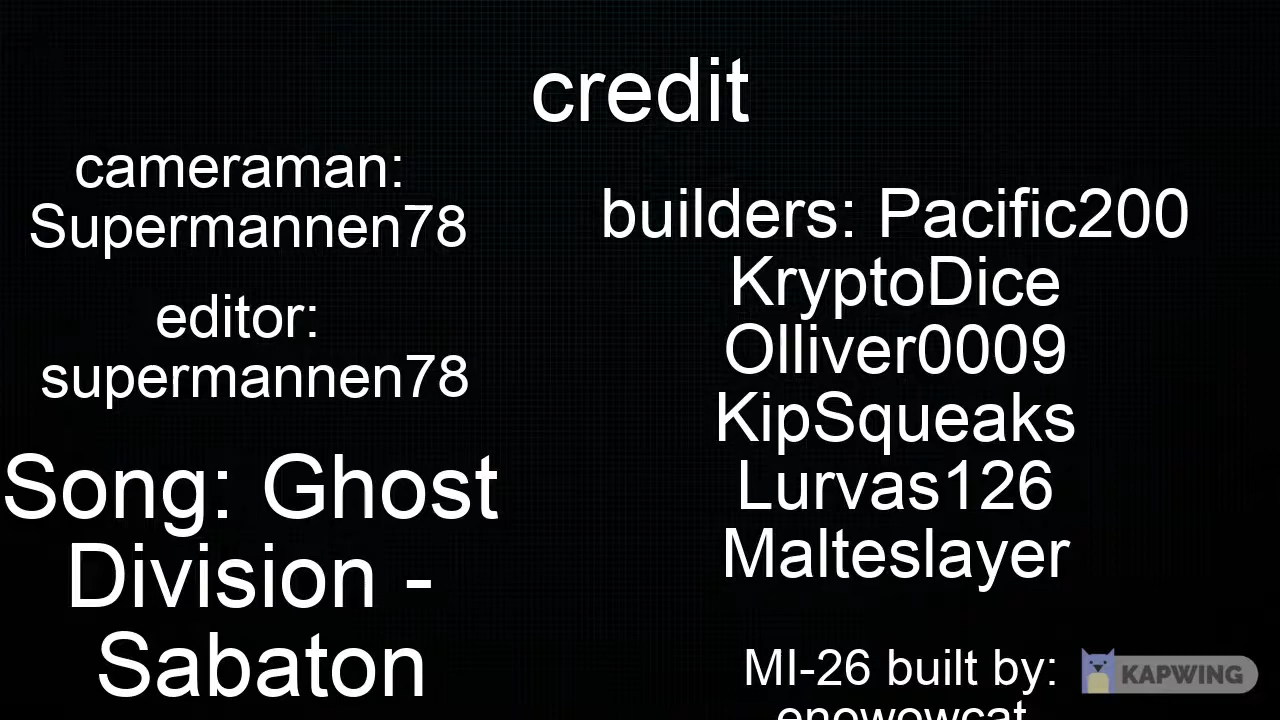 credit
cameraman:
Supermannen78
editor:
supermannen78
Song: Ghost
Division -
Sabaton
builders: Pacific200
KryptoDice
Olliver0009
KipSqueaks
Lurvas126
Malteslayer
MI-26 built by:
enowowcat
KAPWING